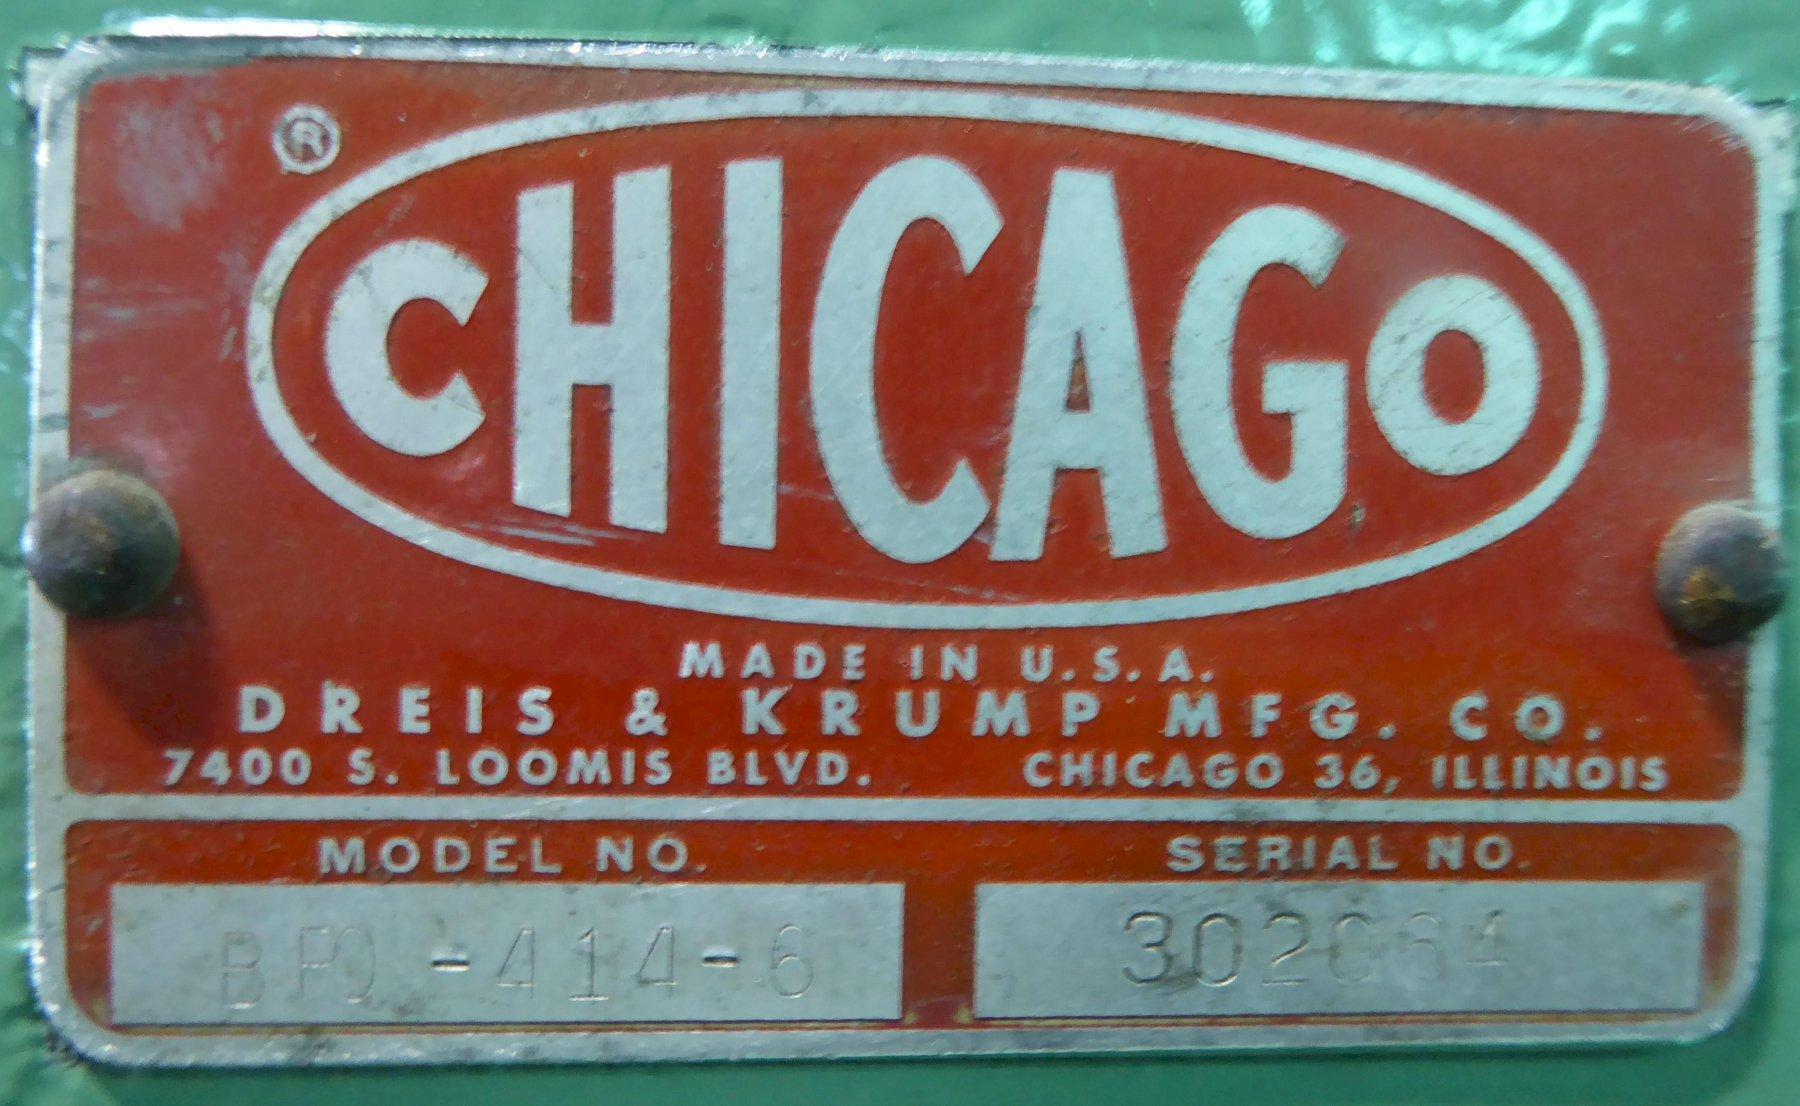 ®
CHICAGO
MADE IN U.S.A.
DREIS & KRUMP MFG. CO.
7400 S. LOOMIS BLVD. CHICAGO 36, ILLINOIS
MODEL NO. SERIAL NO.
BPO-414-6 302064